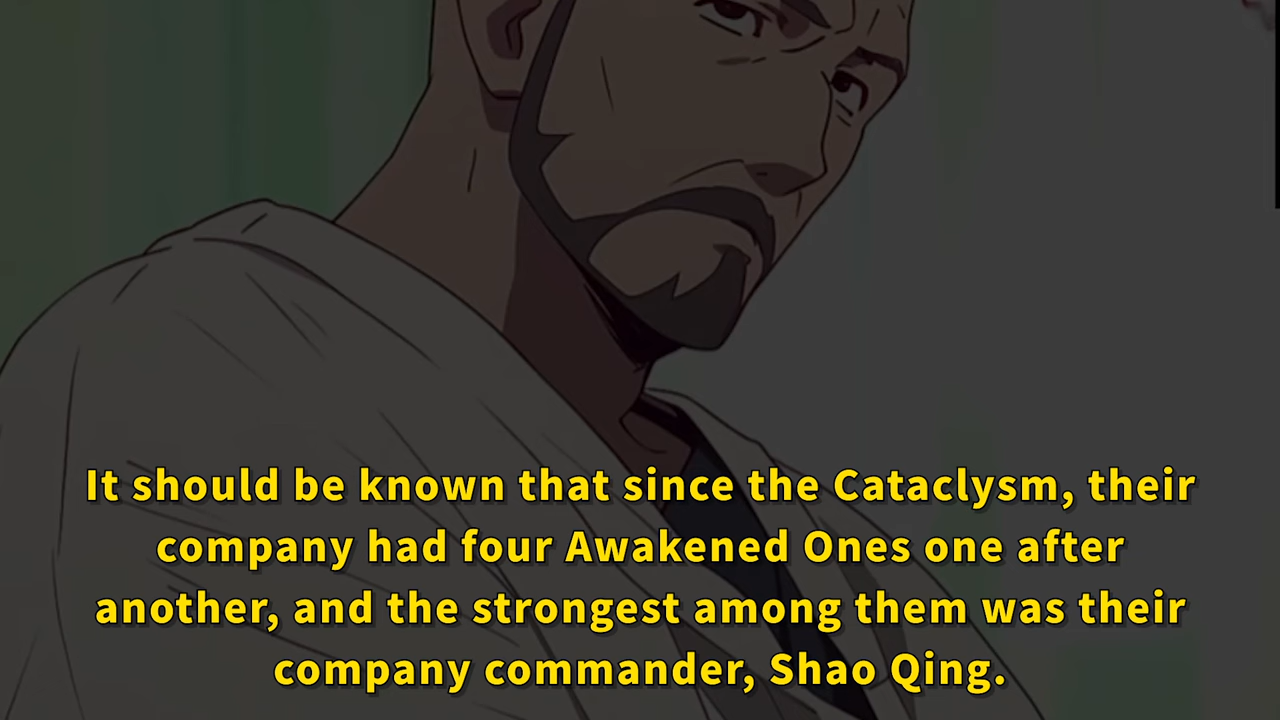 It should be known that since the Cataclysm, their
company had four Awakened Ones one after
another, and the strongest among them was their
company commander, Shao Qing.